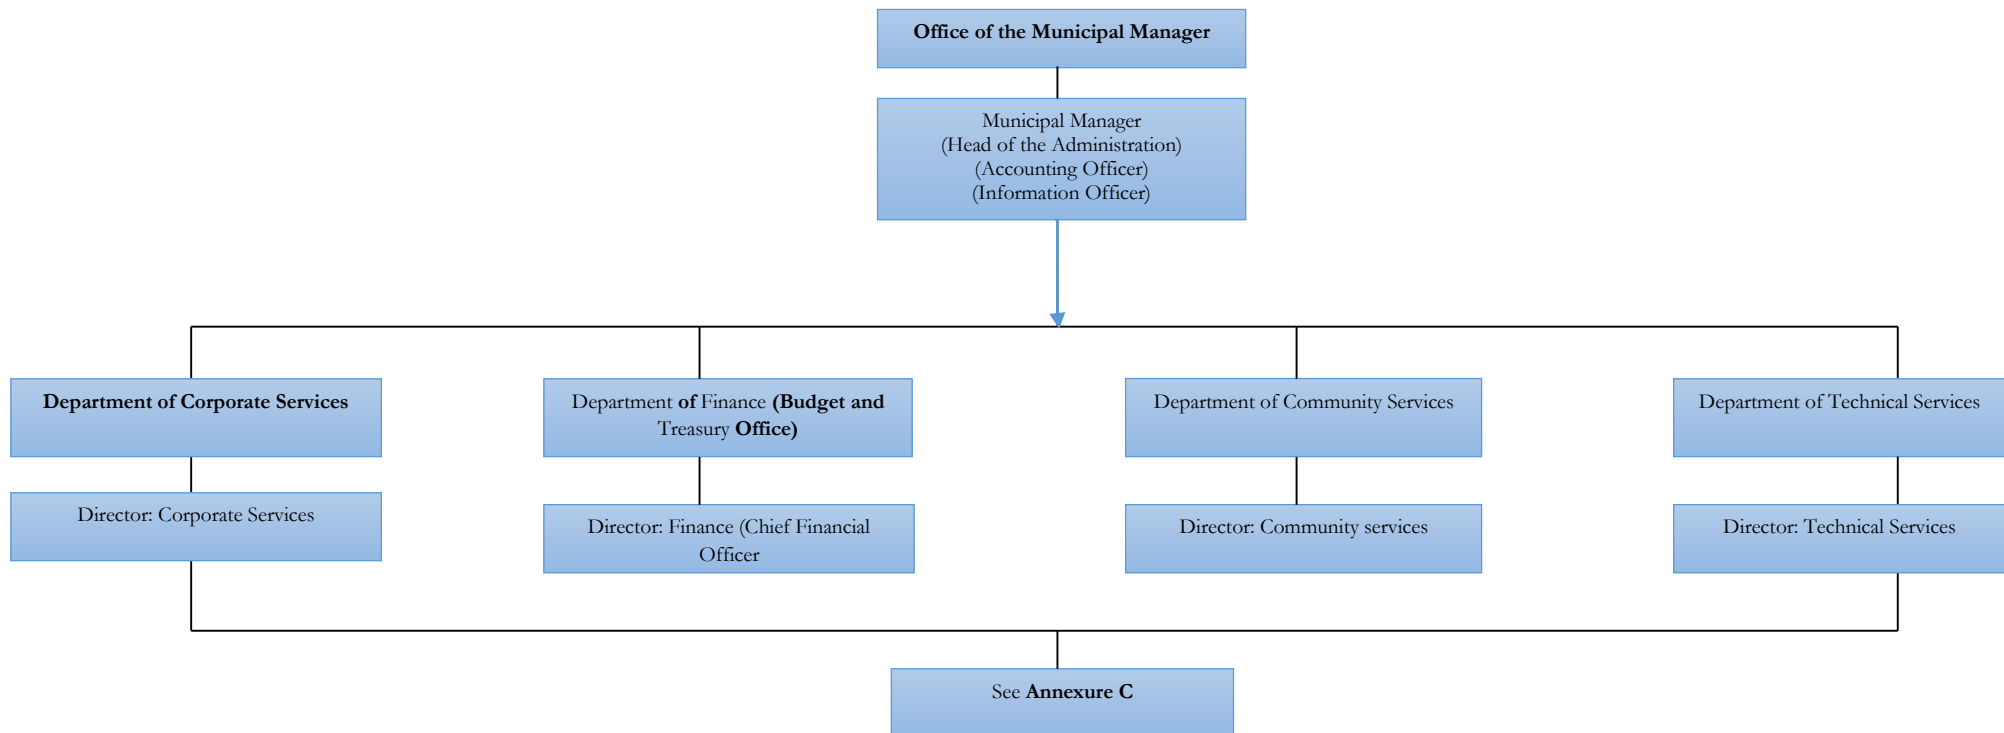 Office of the Municipal Manager
Municipal Manager
(Head of the Administration)
(Accounting Officer)
(Information Officer)
Department of Corporate Services
Department of Finance (Budget and
Treasury Office)
Department of Community Services
Department of Technical Services
Director: Corporate Services
Director: Finance (Chief Financial
Officer
Director: Community services
Director: Technical Services
See Annexure C